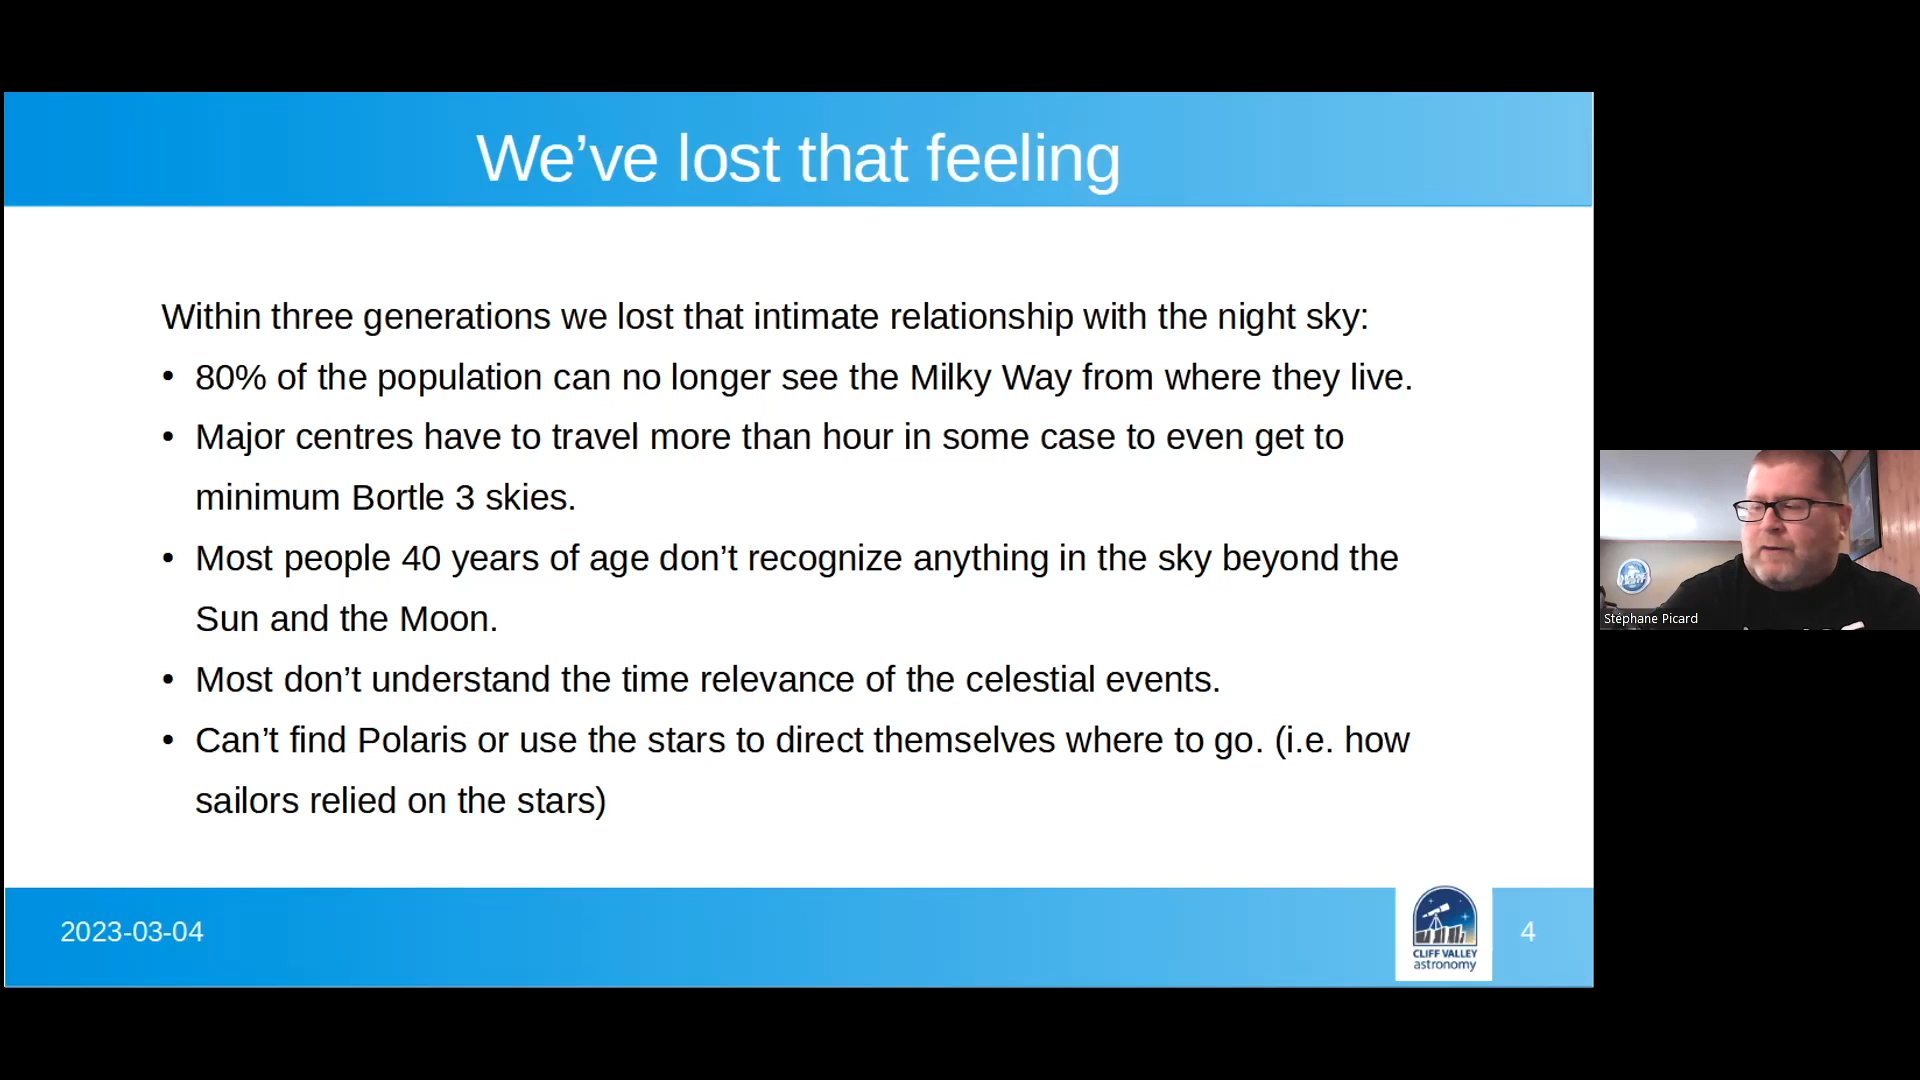 We’ve lost that feeling
Within three generations we lost that intimate relationship with the night sky:
• 80% of the population can no longer see the Milky Way from where they live.
• Major centres have to travel more than hour in some case to even get to
minimum Bortle 3 skies.
• Most people 40 years of age don’t recognize anything in the sky beyond the
Sun and the Moon.
• Most don’t understand the time relevance of the celestial events.
• Can’t find Polaris or use the stars to direct themselves where to go. (i.e. how
sailors relied on the stars)
Stéphane Picard
2023-03-04
CLIFF VALLEY
astronomy
4